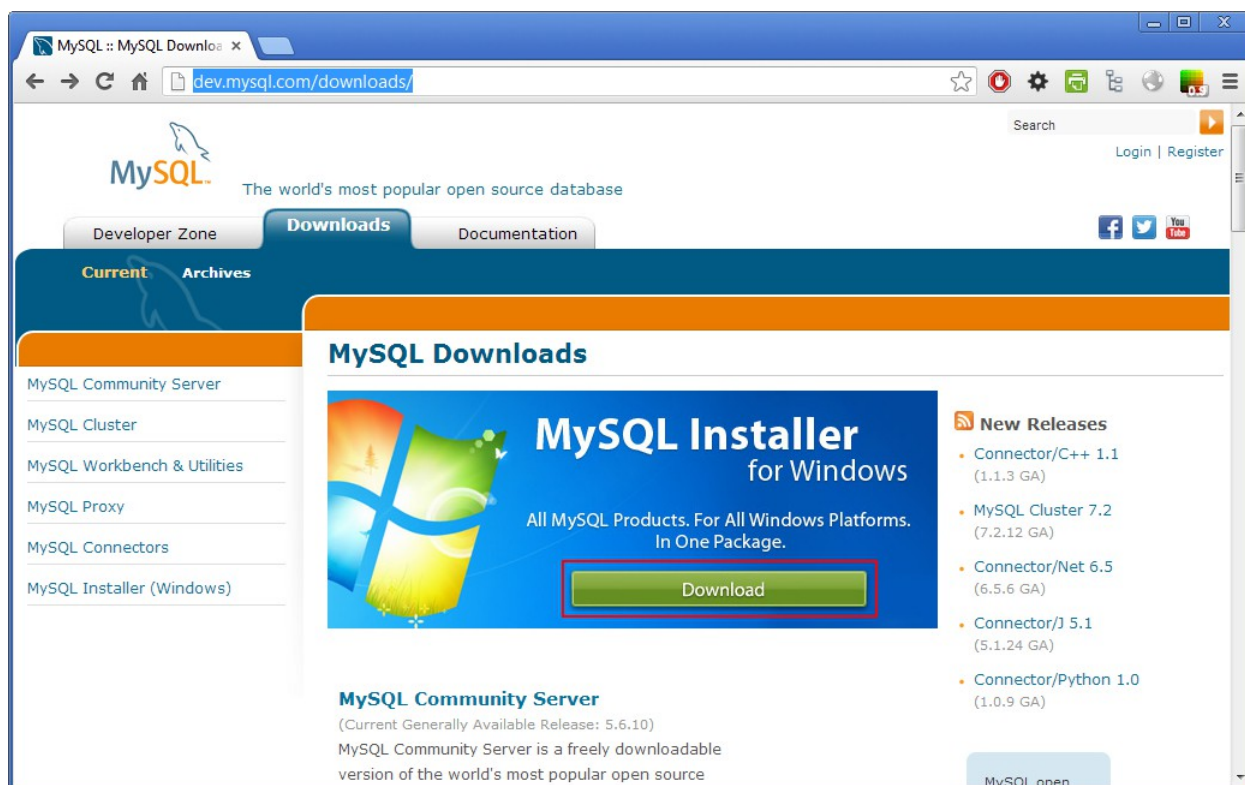 MySQL :: MySQL Downloa
dev.mysql.com/downloads/
0.3
Search
Login | Register
MySQL™
The world's most popular open source database
Developer Zone
Downloads
Documentation
You
Tube
Current
Archives
MySQL Downloads
MySQL Community Server
MySQL Cluster
MySQL Workbench & Utilities
MySQL Proxy
MySQL Connectors
MySQL Installer (Windows)
MySQL Installer
for Windows
All MySQL Products. For All Windows Platforms.
In One Package.
Download
MySQL Community Server
(Current Generally Available Release: 5.6.10)
MySQL Community Server is a freely downloadable
version of the world's most popular open source
New Releases
Connector/C++ 1.1
(1.1.3 GA)
MySQL Cluster 7.2
(7.2.12 GA)
Connector/Net 6.5
(6.5.6 GA)
Connector/J 5.1
(5.1.24 GA)
Connector/Python 1.0
(1.0.9 GA)
MySQL open